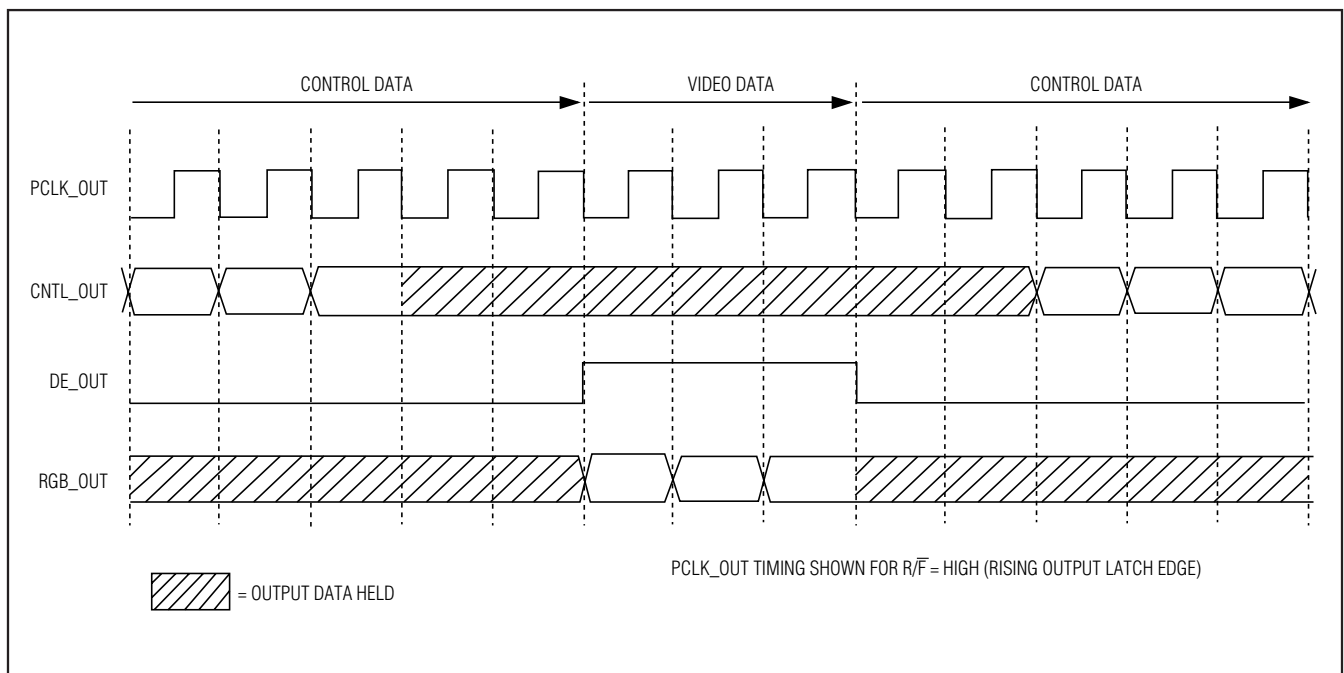 CONTROL DATA VIDEO DATA CONTROL DATA
PCLK_OUT
CNTL_OUT
DE_OUT
RGB_OUT
PCLK_OUT TIMING SHOWN FOR R/F̅ = HIGH (RISING OUTPUT LATCH EDGE)
= OUTPUT DATA HELD